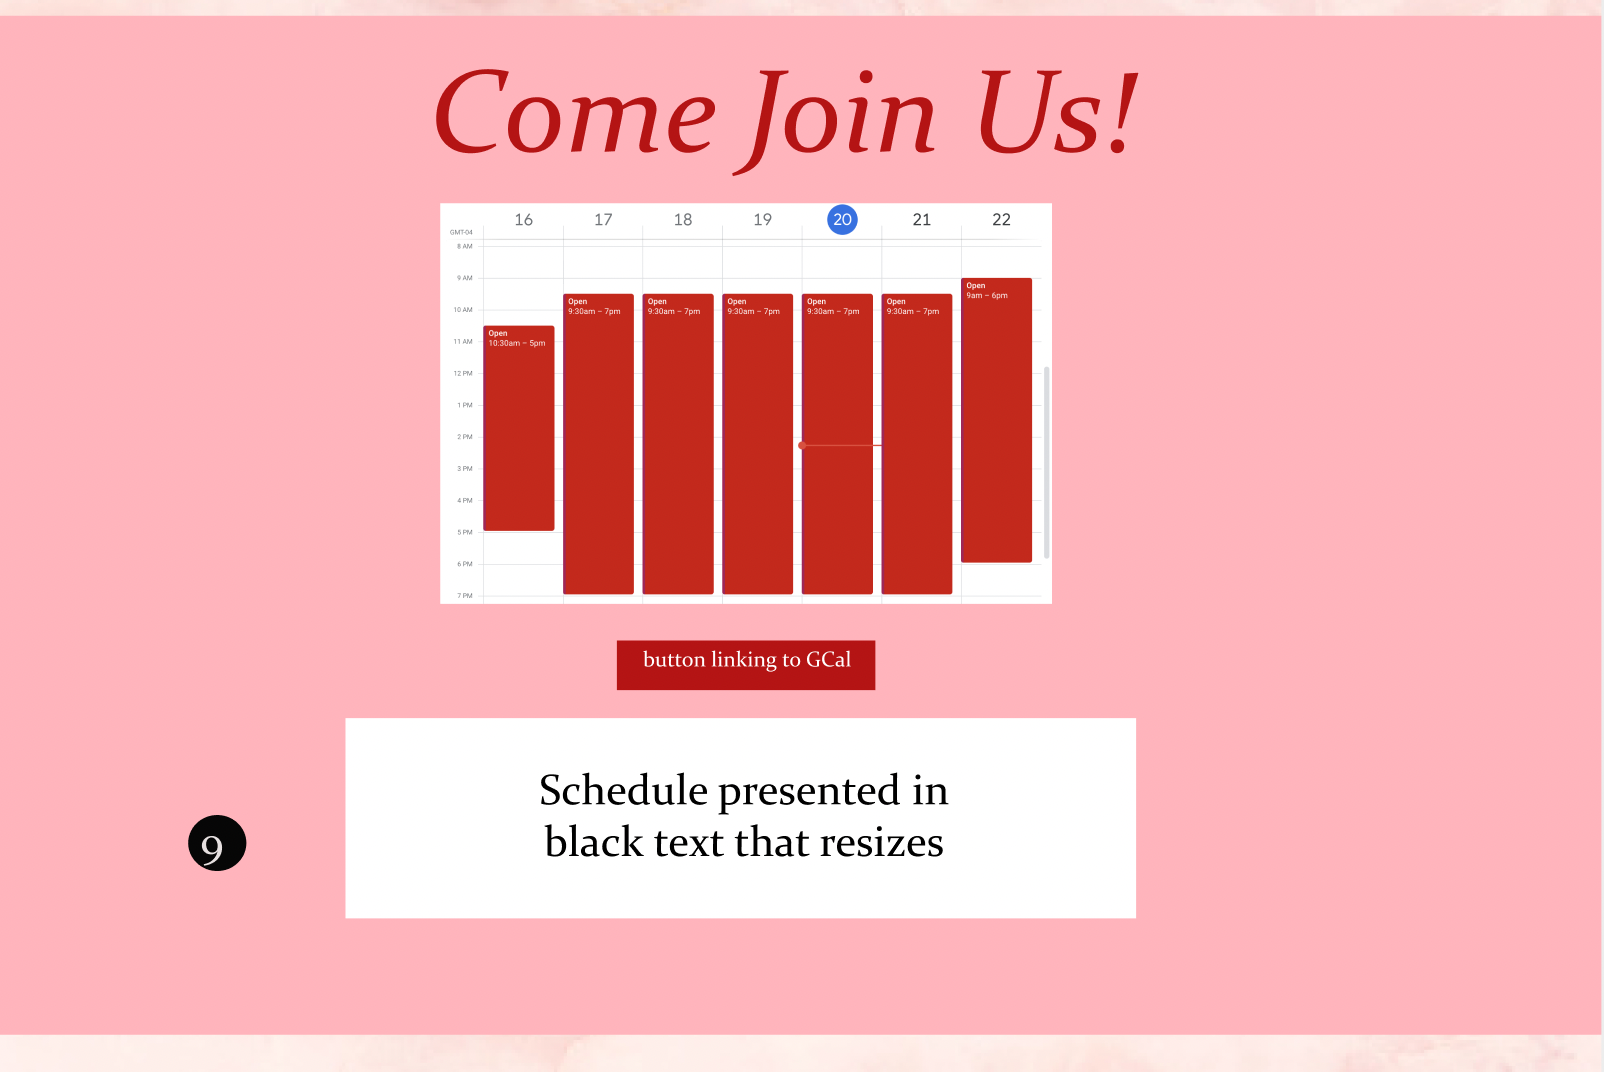 Come Join Us!
16 17 18 19 20 21 22
GMT-04
8 AM
9 AM
Open
9am – 6pm
Open Open Open Open Open
9:30am – 7pm 9:30am – 7pm 9:30am – 7pm 9:30am – 7pm 9:30am – 7pm
10 AM
Open
10:30am – 5pm
11 AM
12 PM
1 PM
2 PM
3 PM
4 PM
5 PM
6 PM
7 PM
button linking to GCal
Schedule presented in
black text that resizes
9